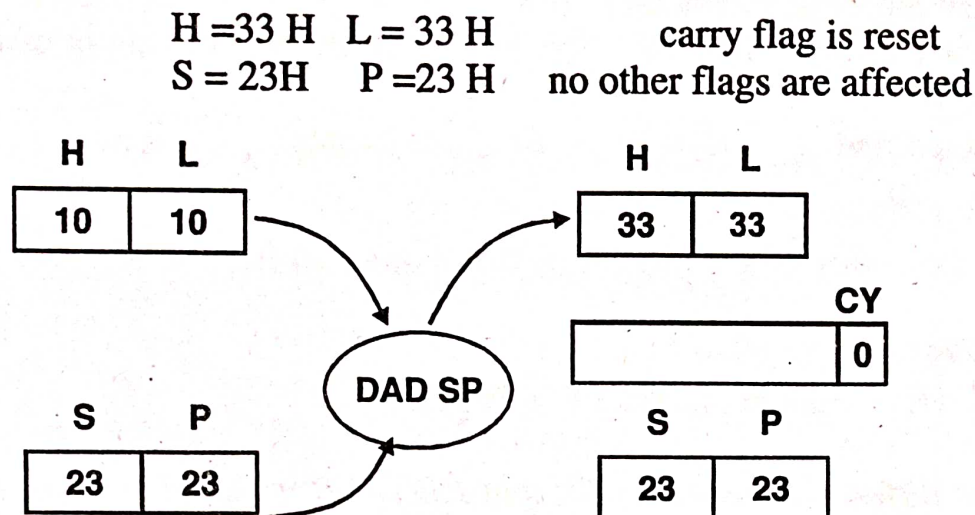 H =33 H L = 33 H carry flag is reset
S = 23H P =23 H no other flags are affected
H L H L
10 10 33 33
CY
0
DAD SP
S P S P
23 23 23 23